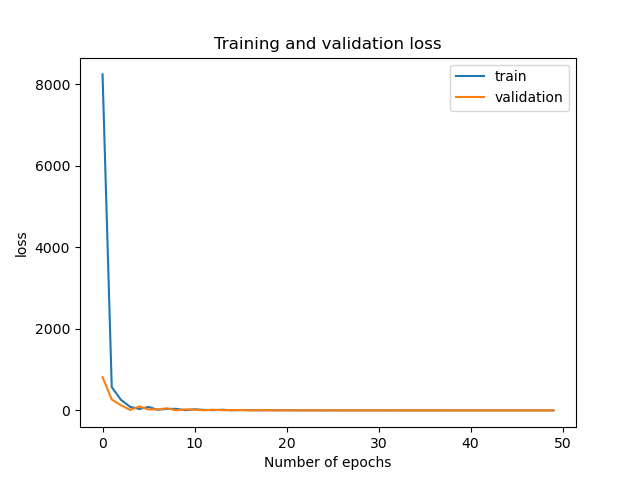 Training and validation loss
train
validation
8000
6000
4000
2000
0
loss
0 10 20 30 40 50
Number of epochs